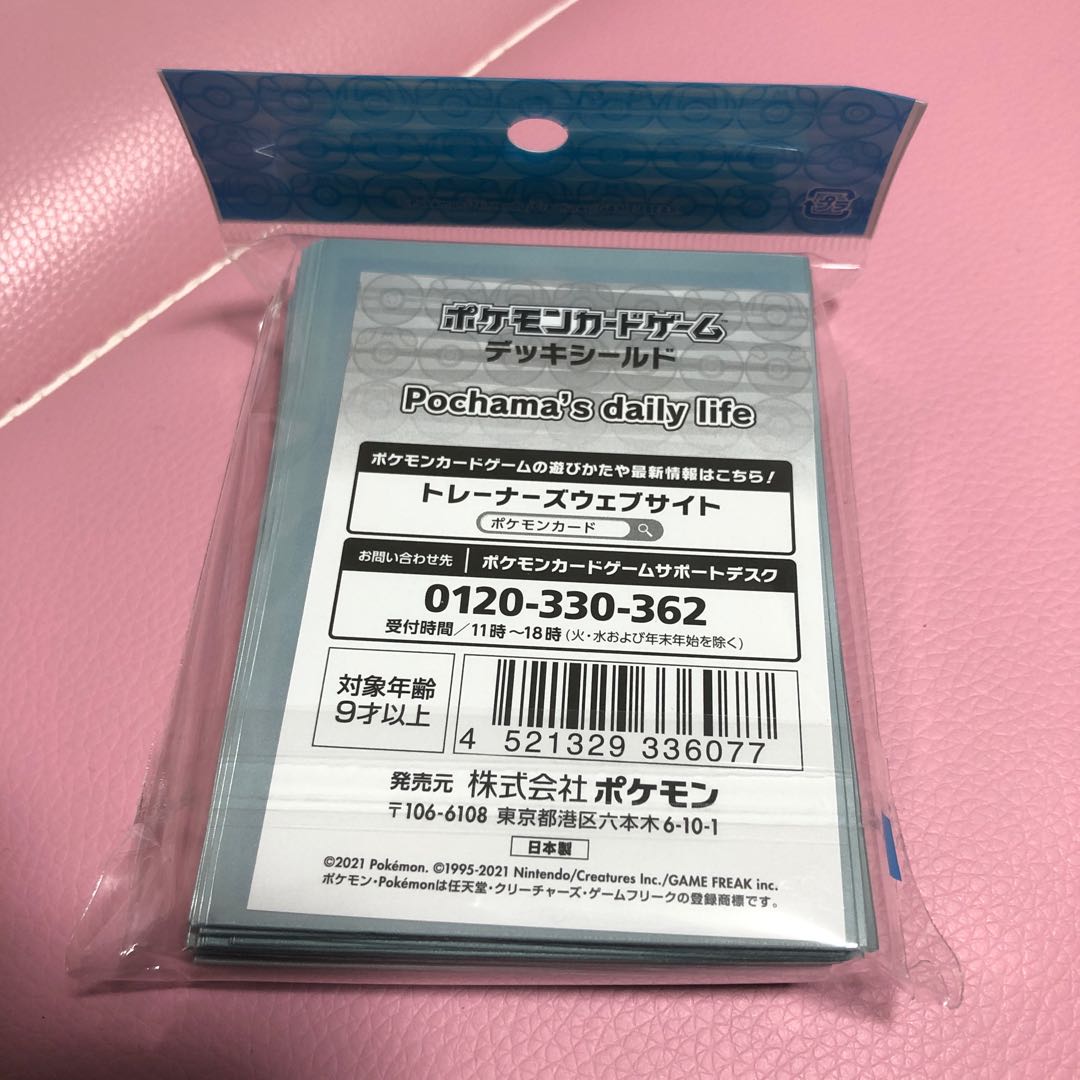 プラ
ポケモンカードゲーム
デッキシールド
Pochama's daily life
ポケモンカードゲームの遊びかたや最新情報はこちら!
トレーナーズウェブサイト
ポケモンカード
お問い合わせ先 ポケモンカードゲームサポートデスク
0120-330-362
受付時間/11時〜18時(火・水および年末年始を除く)
対象年齢
9才以上
4 521329 336077
発売元 株式会社 ポケモン
〒106-6108 東京都港区六本木6-10-1
日本製
©2021 Pokémon. ©1995-2021 Nintendo/Creatures Inc./GAME FREAK inc.
ポケモン・Pokémonは任天堂・クリーチャーズ・ゲームフリークの登録商標です。